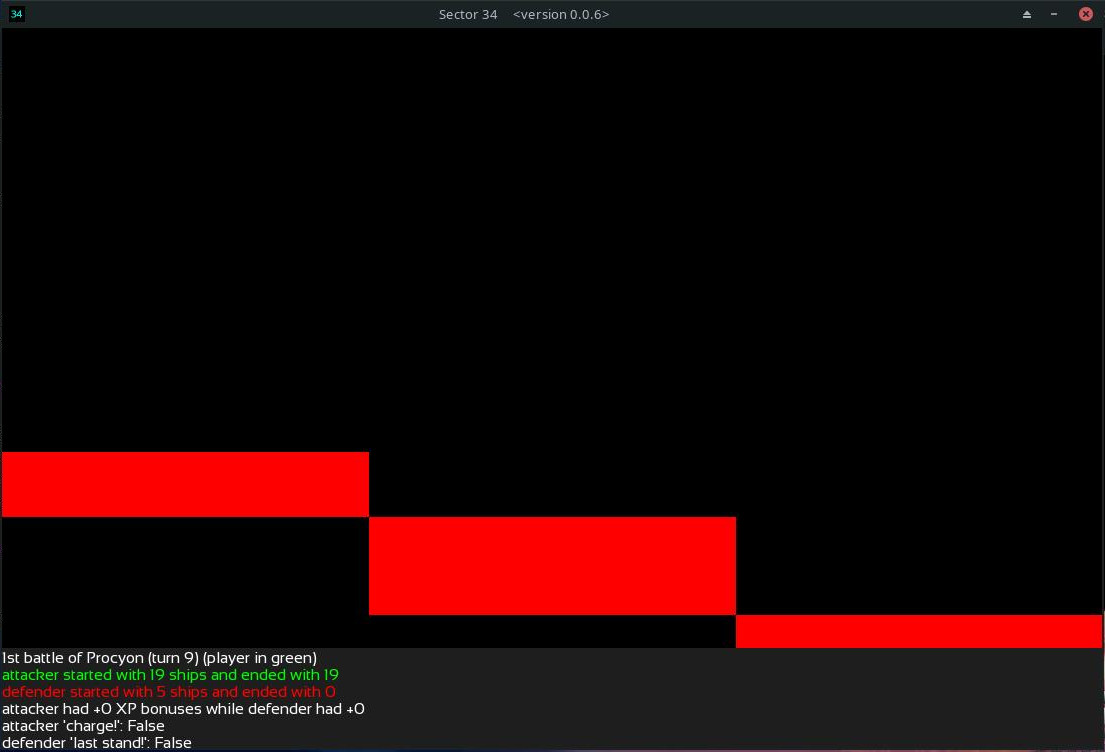 34
Sector 34 <version 0.0.6>
1st battle of Procyon (turn 9) (player in green)
attacker started with 19 ships and ended with 19
defender started with 5 ships and ended with 0
attacker had +0 XP bonuses while defender had +0
attacker 'charge!': False
defender 'last stand!': False